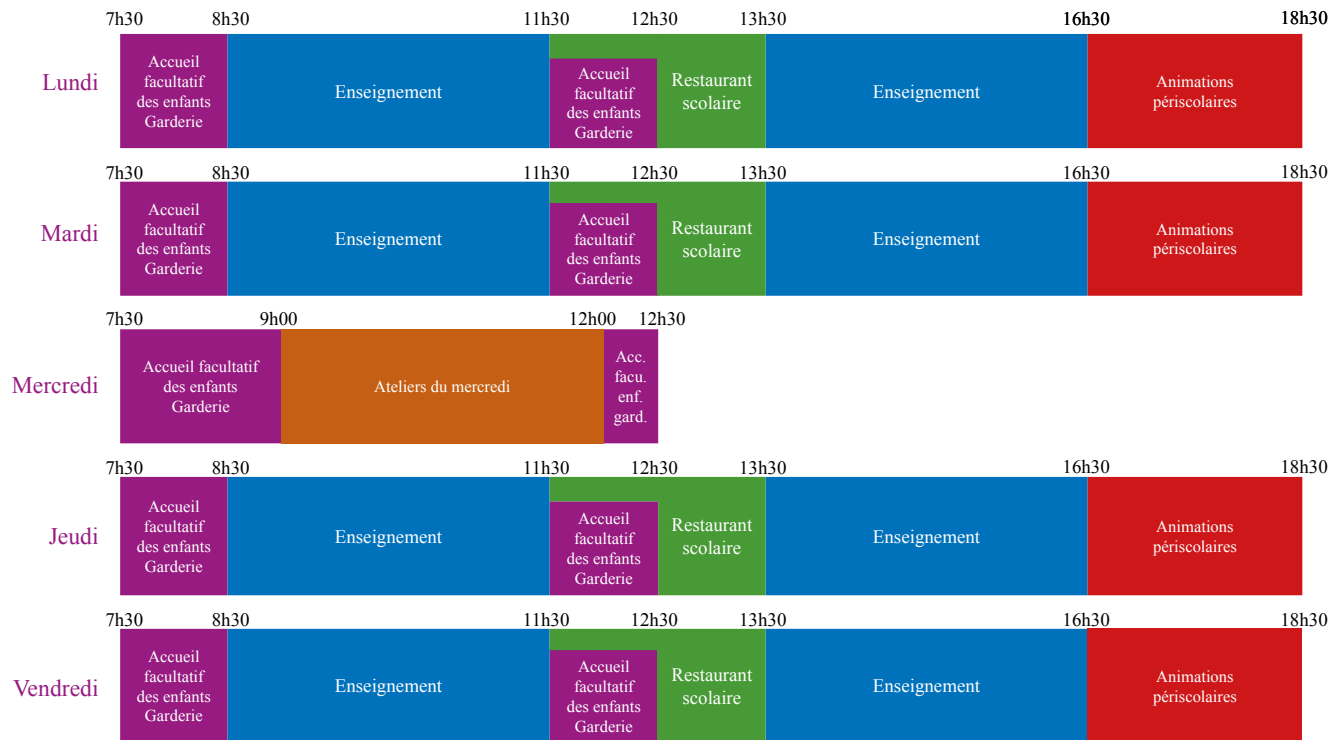 7h30 8h30 11h30 12h30 13h30 16h30 18h30
Lundi
Accueil
facultatif
des enfants
Garderie
Enseignement
Accueil
facultatif
des enfants
Garderie
Restaurant
scolaire
Enseignement
Animations
périscolaires
7h30 8h30 11h30 12h30 13h30 16h30 18h30
Mardi
Accueil
facultatif
des enfants
Garderie
Enseignement
Accueil
facultatif
des enfants
Garderie
Restaurant
scolaire
Enseignement
Animations
périscolaires
7h30 9h00 12h00 12h30
Mercredi
Accueil facultatif
des enfants
Garderie
Ateliers du mercredi
Acc.
facu.
enf.
gard.
7h30 8h30 11h30 12h30 13h30 16h30 18h30
Jeudi
Accueil
facultatif
des enfants
Garderie
Enseignement
Accueil
facultatif
des enfants
Garderie
Restaurant
scolaire
Enseignement
Animations
périscolaires
7h30 8h30 11h30 12h30 13h30 16h30 18h30
Vendredi
Accueil
facultatif
des enfants
Garderie
Enseignement
Accueil
facultatif
des enfants
Garderie
Restaurant
scolaire
Enseignement
Animations
périscolaires